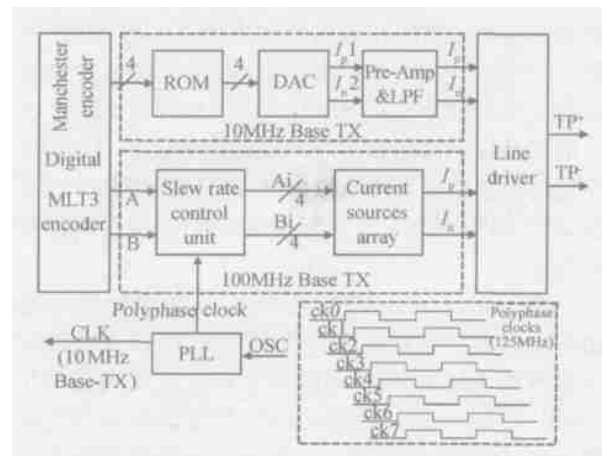 Manchester
encoder
Digital
MLT3
encoder
4
ROM
4
DAC
Ip1
In2
Pre-Amp
&LPF
Ip
In
10MHz Base TX
Line
driver
TP+
TP-
A
B
Slew rate
control
unit
Ai
4
Bi
4
Current
sources
array
Ip
In
100MHz Base TX
Polyphase clock
CLK
(10MHz
Base-TX)
PLL
OSC
Polyphase
clocks
(125MHz)
ck0
ck1
ck2
ck3
ck4
ck5
ck6
ck7